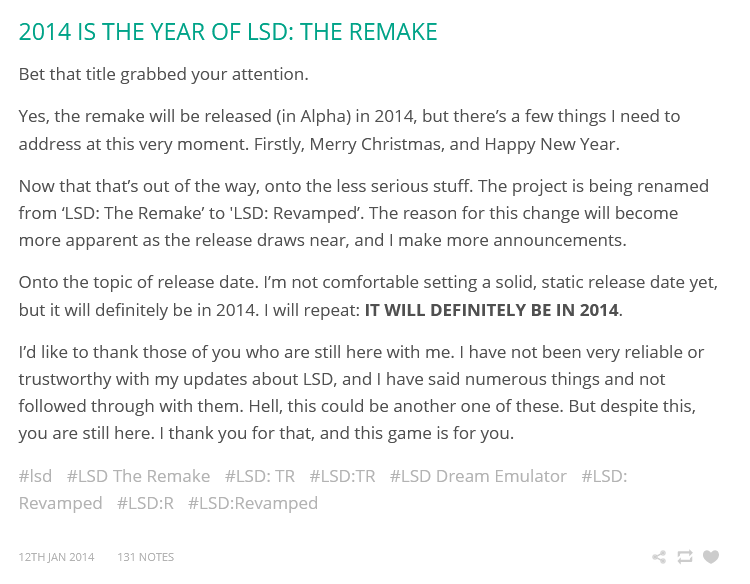 2014 IS THE YEAR OF LSD: THE REMAKE
Bet that title grabbed your attention.
Yes, the remake will be released (in Alpha) in 2014, but there’s a few things I need to
address at this very moment. Firstly, Merry Christmas, and Happy New Year.
Now that that’s out of the way, onto the less serious stuff. The project is being renamed
from ‘LSD: The Remake’ to 'LSD: Revamped’. The reason for this change will become
more apparent as the release draws near, and I make more announcements.
Onto the topic of release date. I’m not comfortable setting a solid, static release date yet,
but it will definitely be in 2014. I will repeat: IT WILL DEFINITELY BE IN 2014.
I’d like to thank those of you who are still here with me. I have not been very reliable or
trustworthy with my updates about LSD, and I have said numerous things and not
followed through with them. Hell, this could be another one of these. But despite this,
you are still here. I thank you for that, and this game is for you.
#lsd #LSD The Remake #LSD: TR #LSD:TR #LSD Dream Emulator #LSD:
Revamped #LSD:R #LSD:Revamped
12TH JAN 2014 131 NOTES